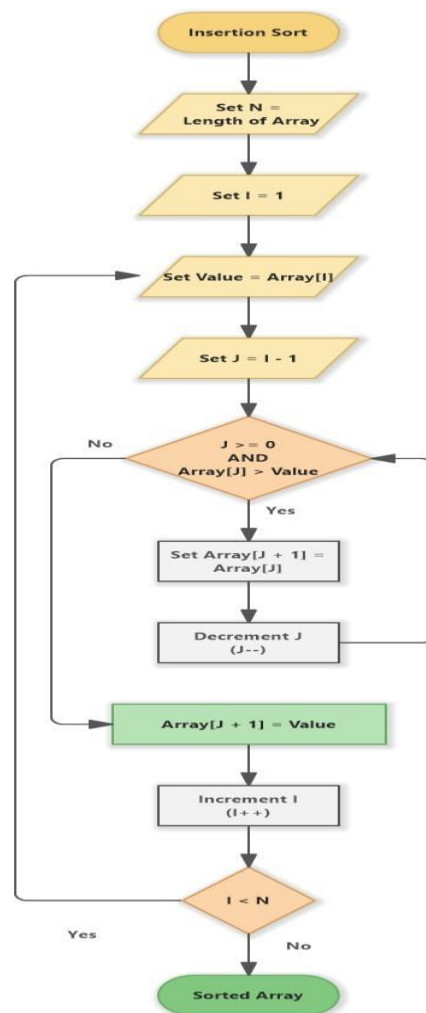 Insertion Sort
Set N =
Length of Array
Set I = 1
Set Value = Array[I]
Set J = I - 1
No
J >= 0
AND
Array[J] > Value
Yes
Set Array[J + 1] =
Array[J]
Decrement J
(J--)
Array[J + 1] = Value
Increment I
(I++)
I < N
Yes
No
Sorted Array